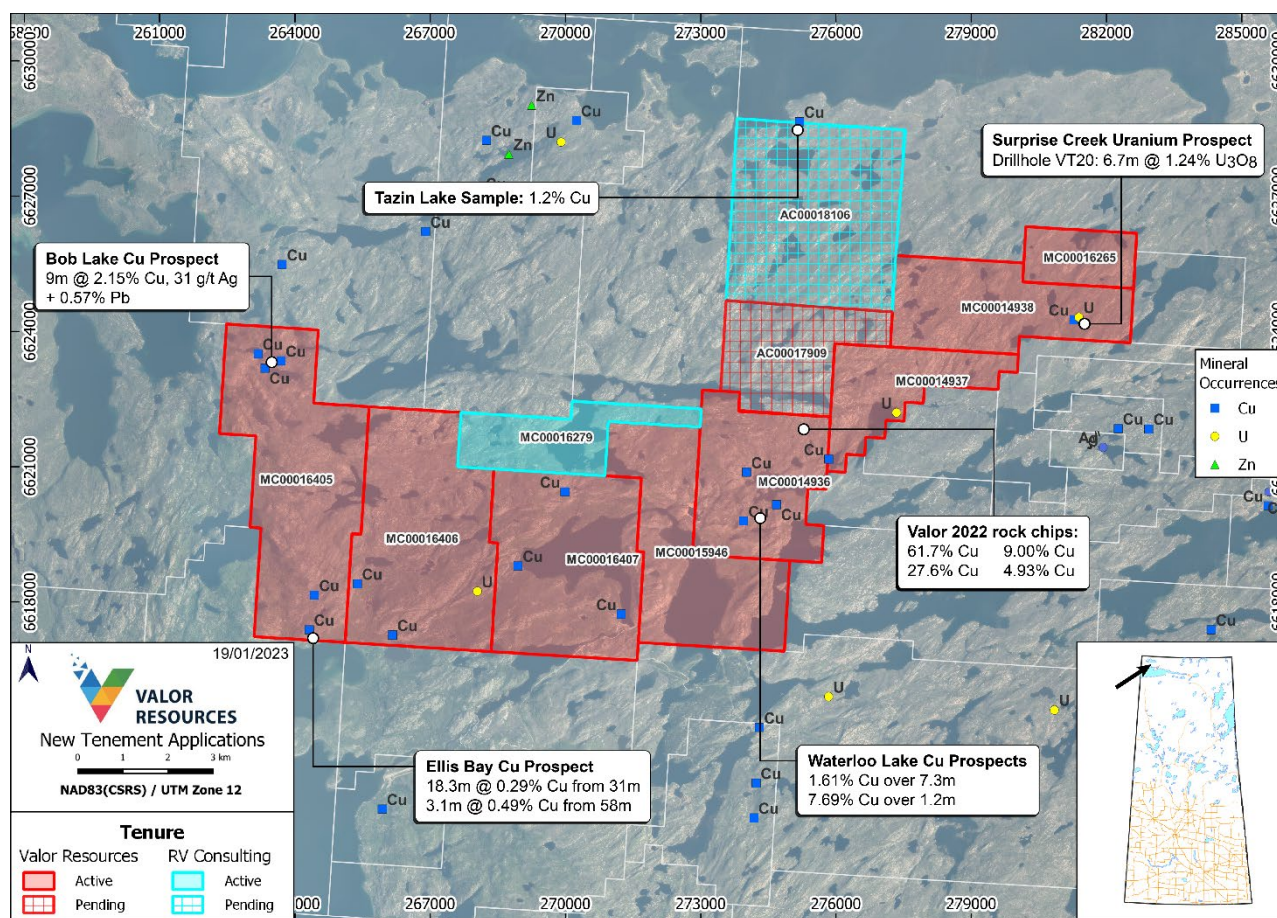 261000 264000 267000 270000 273000 276000 279000 282000 285000
6630000
6630000
Zn
Cu
Cu
U
Zn
Cu
Surprise Creek Uranium Prospect
Drillhole VT20: 6.7m @ 1.24% U₃O₈
6627000
6627000
Tazin Lake Sample: 1.2% Cu
AC00018106
Cu
Bob Lake Cu Prospect
9m @ 2.15% Cu, 31 g/t Ag
+ 0.57% Pb
Cu
MC00016265
MC00014938
Cu
U
6624000
6624000
Cu
Cu
Cu
AC00017909
MC00014937
Mineral
Occurrences
Cu
U
Zn
U
MC00016279
Cu
Cu
Ag
6621000
6621000
Cu
Cu
Cu
MC00014936
MC00016405
Cu
Cu
Cu
MC00016406
MC00016407
MC00015946
Valor 2022 rock chips:
61.7% Cu 9.00% Cu
27.6% Cu 4.93% Cu
Cu
Cu
Cu
U
Cu
Cu
Cu
Cu
6618000
6618000
N
19/01/2023
VALOR
RESOURCES
New Tenement Applications
0 1 2 3 km
NAD83(CSRS) / UTM Zone 12
U
U
Cu
Cu
Cu
Cu
Ellis Bay Cu Prospect
18.3m @ 0.29% Cu from 31m
3.1m @ 0.49% Cu from 58m
Waterloo Lake Cu Prospects
1.61% Cu over 7.3m
7.69% Cu over 1.2m
Tenure
Valor Resources RV Consulting
Active Active
Pending Pending
267000 270000 273000 276000 279000